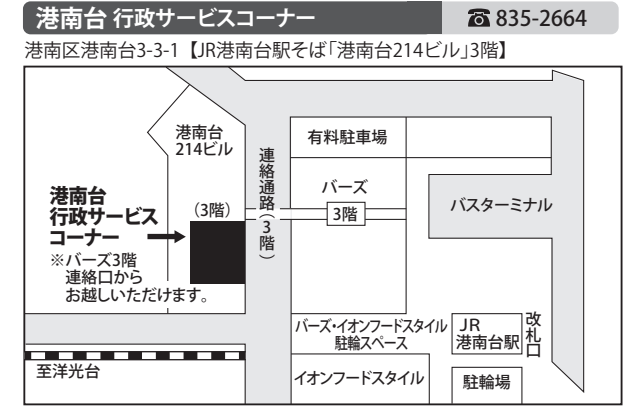 港南台 行政サービスコーナー
☎ 835-2664
港南区港南台3-3-1【JR港南台駅そば「港南台214ビル」3階】
港南台
214ビル
連絡通路(3階)
有料駐車場
バーズ
3階
バスターミナル
港南台
行政サービス
コーナー
(3階)
※バーズ3階
連絡口から
お越しいただけます。
バーズ・イオンフードスタイル
駐輪スペース
JR
港南台駅
改札口
至洋光台
イオンフードスタイル
駐輪場